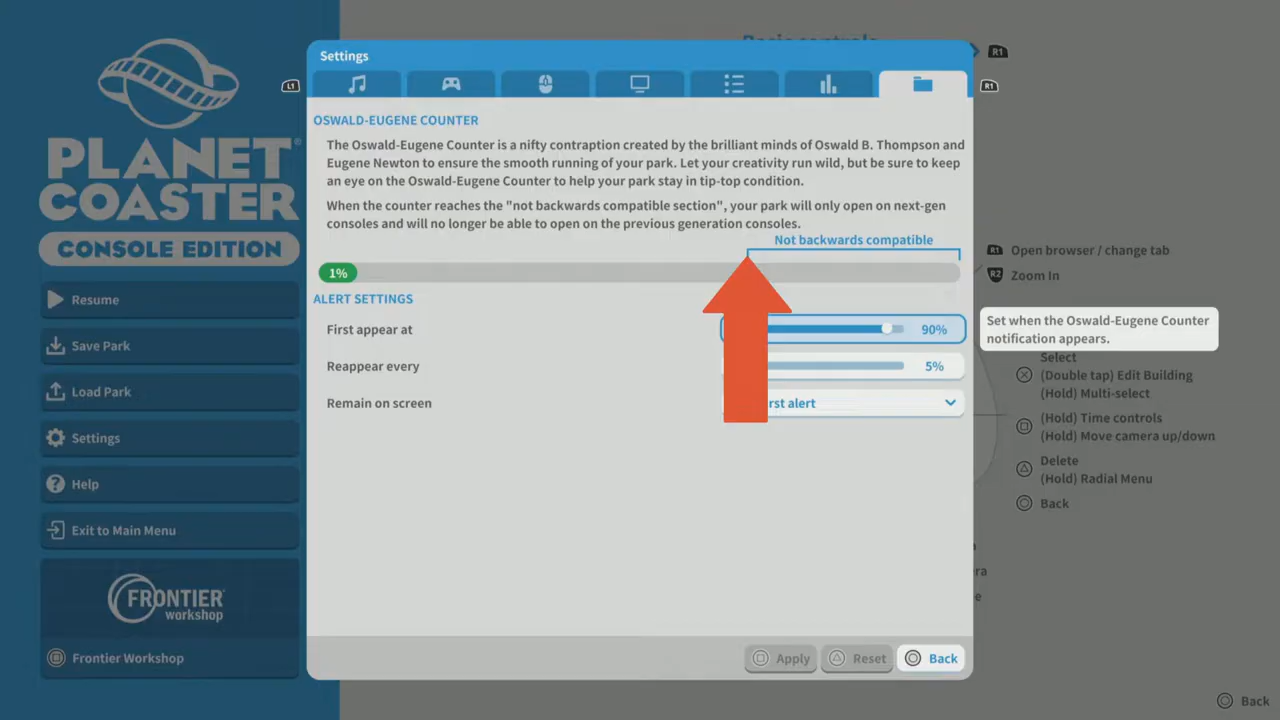 PLANET
COASTER®
CONSOLE EDITION
Resume
Save Park
Load Park
Settings
Help
Exit to Main Menu
FRONTIER
workshop
Frontier Workshop
Settings
L1
R1
R1
OSWALD-EUGENE COUNTER
The Oswald-Eugene Counter is a nifty contraption created by the brilliant minds of Oswald B. Thompson and
Eugene Newton to ensure the smooth running of your park. Let your creativity run wild, but be sure to keep
an eye on the Oswald-Eugene Counter to help your park stay in tip-top condition.
When the counter reaches the "not backwards compatible section", your park will only open on next-gen
consoles and will no longer be able to open on the previous generation consoles.
Not backwards compatible
1%
ALERT SETTINGS
First appear at
90%
Reappear every
5%
Remain on screen
alert
Apply
Reset
Back
Basic controls
R1 Open browser / change tab
R2 Zoom In
Set when the Oswald-Eugene Counter
notification appears.
Select
(Double tap) Edit Building
(Hold) Multi-select
(Hold) Time controls
(Hold) Move camera up/down
Delete
(Hold) Radial Menu
Back
Back